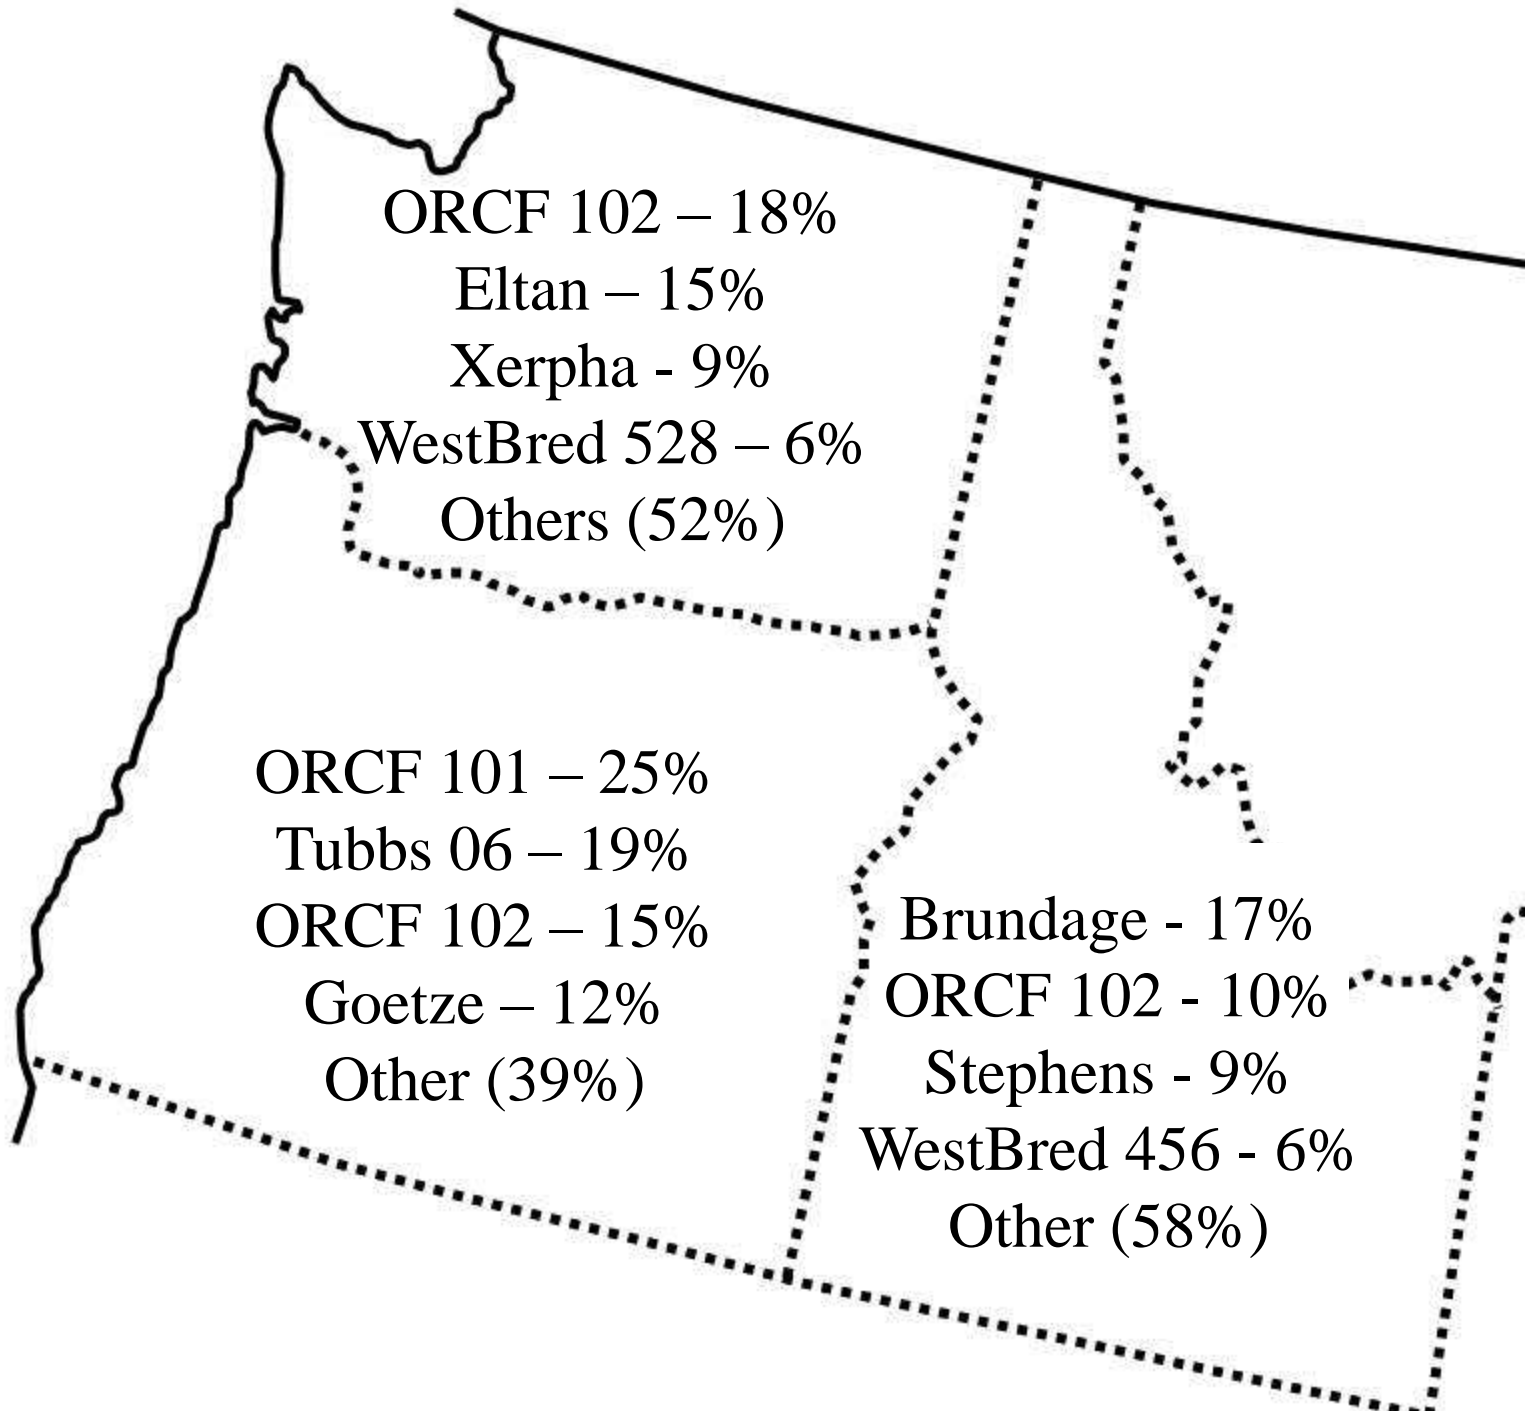 ORCF 102 – 18%
Eltan – 15%
Xerpha - 9%
WestBred 528 – 6%
Others (52%)
ORCF 101 – 25%
Tubbs 06 – 19%
ORCF 102 – 15%
Goetze – 12%
Other (39%)
Brundage - 17%
ORCF 102 - 10%
Stephens - 9%
WestBred 456 - 6%
Other (58%)